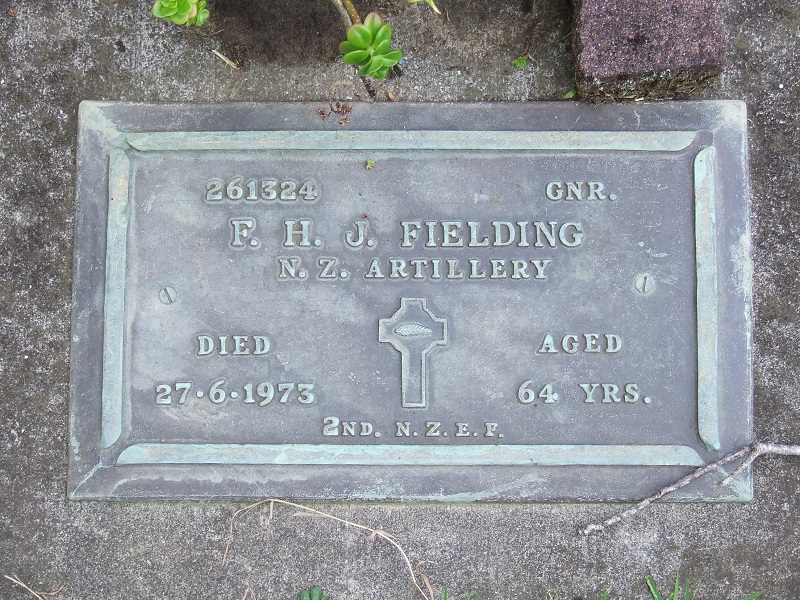 261324 GNR.
F. H. J. FIELDING
N. Z. ARTILLERY
DIED AGED
27·6·1973 64 YRS.
2ND. N. Z. E. F.